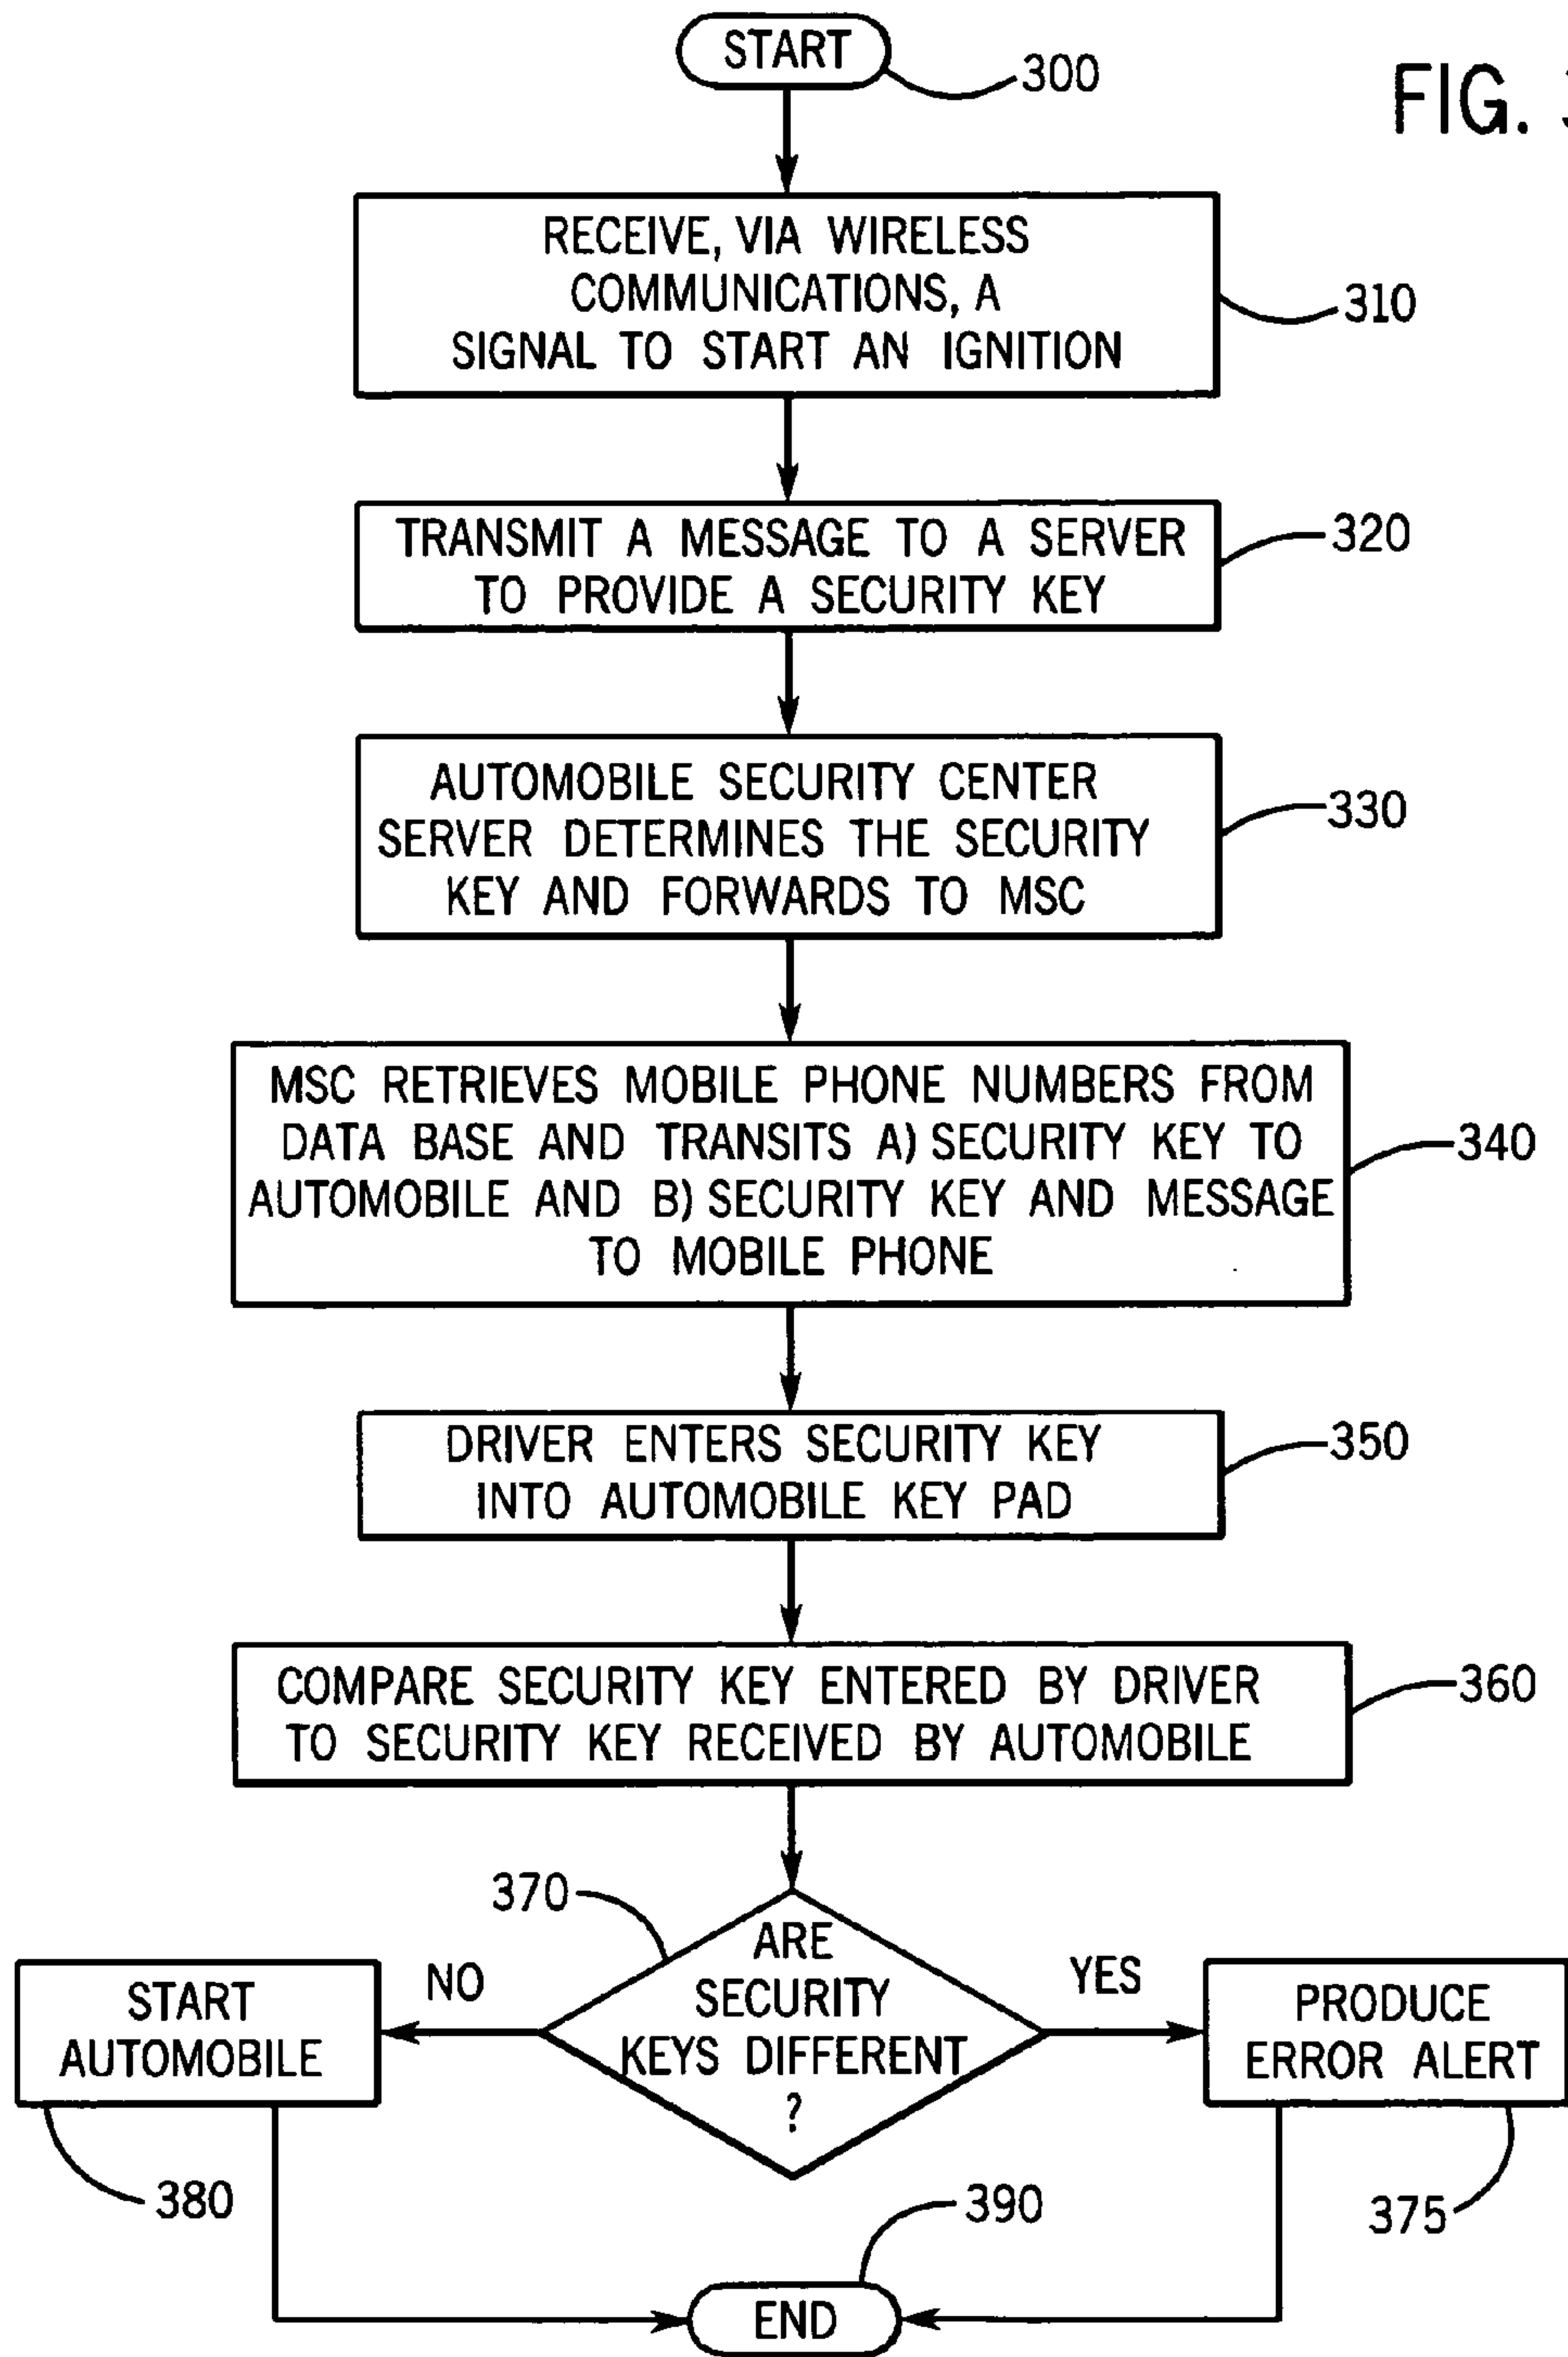 START
300
FIG. 3
RECEIVE, VIA WIRELESS
COMMUNICATIONS, A
SIGNAL TO START AN IGNITION
310
TRANSMIT A MESSAGE TO A SERVER
TO PROVIDE A SECURITY KEY
320
AUTOMOBILE SECURITY CENTER
SERVER DETERMINES THE SECURITY
KEY AND FORWARDS TO MSC
330
MSC RETRIEVES MOBILE PHONE NUMBERS FROM
DATA BASE AND TRANSITS A) SECURITY KEY TO
AUTOMOBILE AND B) SECURITY KEY AND MESSAGE
TO MOBILE PHONE
340
DRIVER ENTERS SECURITY KEY
INTO AUTOMOBILE KEY PAD
350
COMPARE SECURITY KEY ENTERED BY DRIVER
TO SECURITY KEY RECEIVED BY AUTOMOBILE
360
370
ARE
SECURITY
KEYS DIFFERENT
?
NO
YES
START
AUTOMOBILE
380
PRODUCE
ERROR ALERT
375
390
END